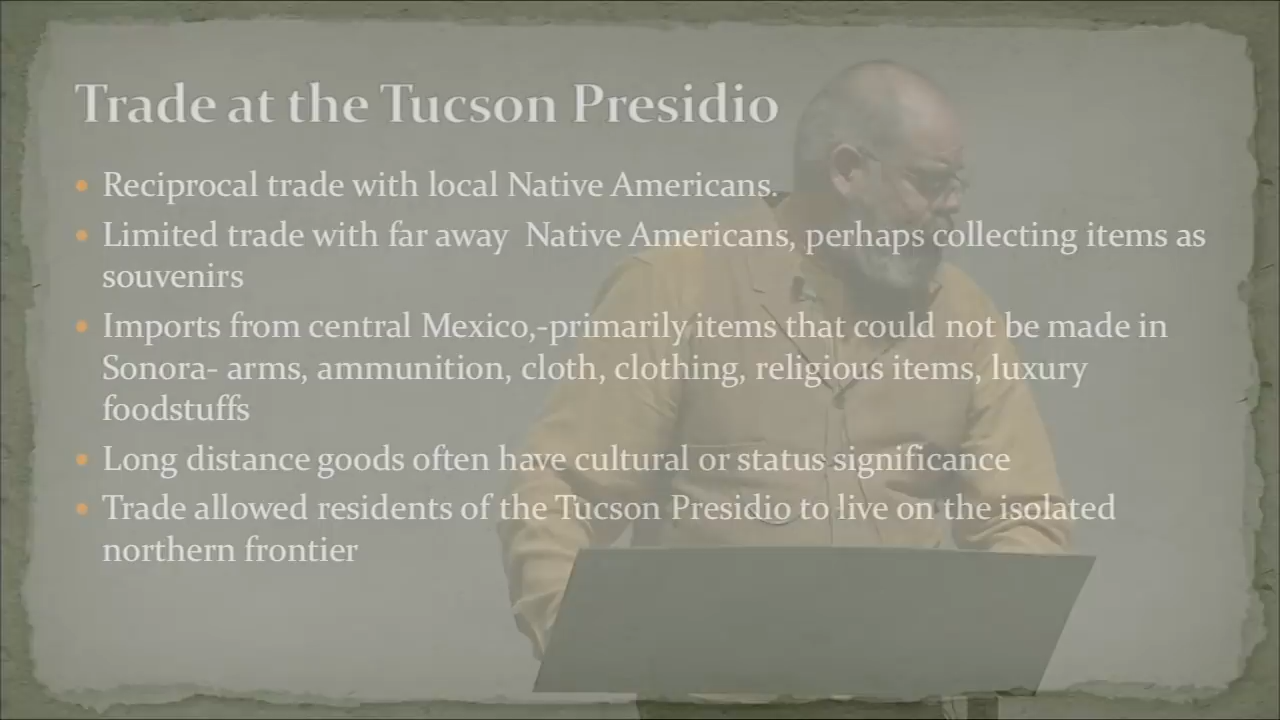 Trade at the Tucson Presidio
• Reciprocal trade with local Native Americans.
• Limited trade with far away  Native Americans, perhaps collecting items as
souvenirs
• Imports from central Mexico,-primarily items that could not be made in
Sonora- arms, ammunition, cloth, clothing, religious items, luxury
foodstuffs
• Long distance goods often have cultural or status significance
• Trade allowed residents of the Tucson Presidio to live on the isolated
northern frontier